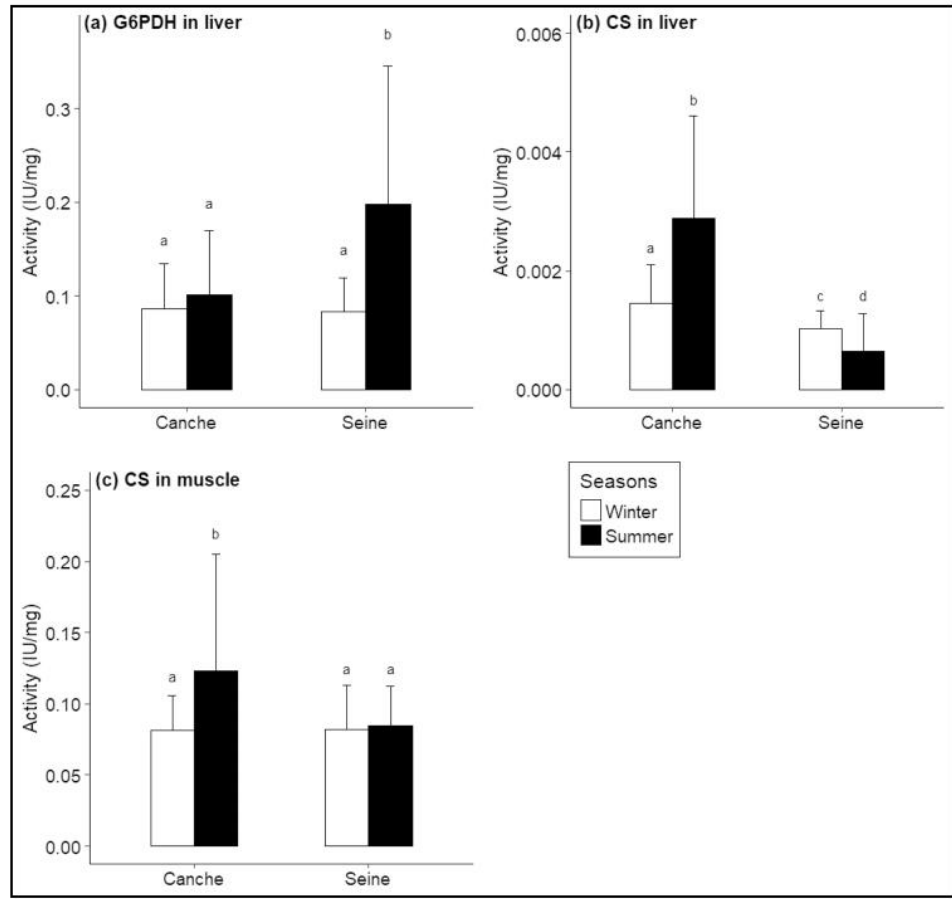 (a) G6PDH in liver
Activity (IU/mg)
0.3
0.2
0.1
0.0
a
a
a
b
Canche
Seine
(b) CS in liver
Activity (IU/mg)
0.006
0.004
0.002
0.000
a
b
c
d
Canche
Seine
(c) CS in muscle
Activity (IU/mg)
0.25
0.20
0.15
0.10
0.05
0.00
a
b
a
a
Canche
Seine
Seasons
Winter
Summer